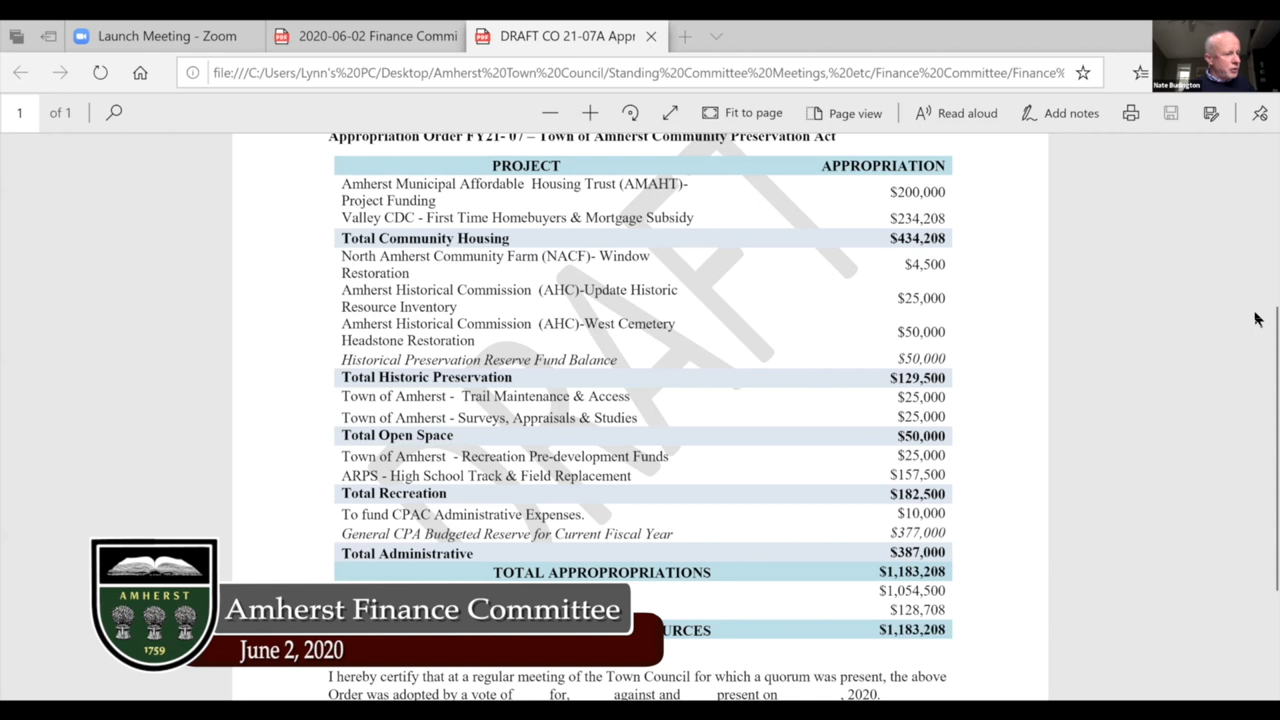 Launch Meeting - Zoom
2020-06-02 Finance Commi
DRAFT CO 21-07A Appr
Nate Budington
file:///C:/Users/Lynn's%20PC/Desktop/Amherst%20Town%20Council/Standing%20Committee%20Meetings,%20etc/Finance%20Committee/Finance%
1 of 1
Fit to page
Page view
Read aloud
Add notes
Appropriation Order FY21- 07 – Town of Amherst Community Preservation Act
PROJECT APPROPRIATION
Amherst Municipal Affordable Housing Trust (AMAHT)-
Project Funding $200,000
Valley CDC - First Time Homebuyers & Mortgage Subsidy $234,208
Total Community Housing $434,208
North Amherst Community Farm (NACF)- Window
Restoration $4,500
Amherst Historical Commission (AHC)-Update Historic
Resource Inventory $25,000
Amherst Historical Commission (AHC)-West Cemetery
Headstone Restoration $50,000
Historical Preservation Reserve Fund Balance $50,000
Total Historic Preservation $129,500
Town of Amherst - Trail Maintenance & Access $25,000
Town of Amherst - Surveys, Appraisals & Studies $25,000
Total Open Space $50,000
Town of Amherst - Recreation Pre-development Funds $25,000
ARPS - High School Track & Field Replacement $157,500
Total Recreation $182,500
To fund CPAC Administrative Expenses. $10,000
General CPA Budgeted Reserve for Current Fiscal Year $377,000
Total Administrative $387,000
TOTAL APPROPROPRIATIONS $1,183,208
$1,054,500
$128,708
URCES $1,183,208
DRAFT
AMHERST
1759
Amherst Finance Committee
June 2, 2020
I hereby certify that at a regular meeting of the Town Council for which a quorum was present, the above
Order was adopted by a vote of for, against and present on , 2020.